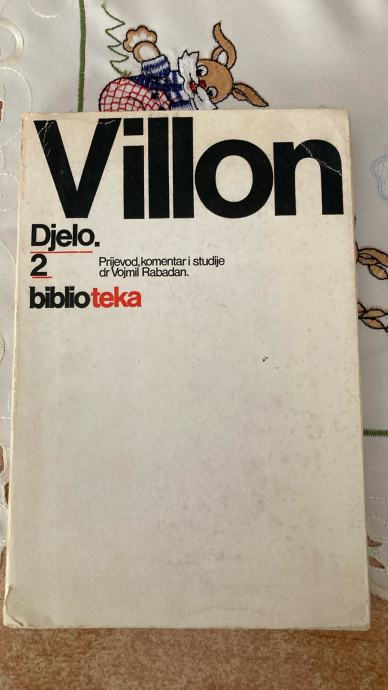 Villon
Djelo.
2
Prijevod, komentar i studije
dr Vojmil Rabadan.
biblioteka